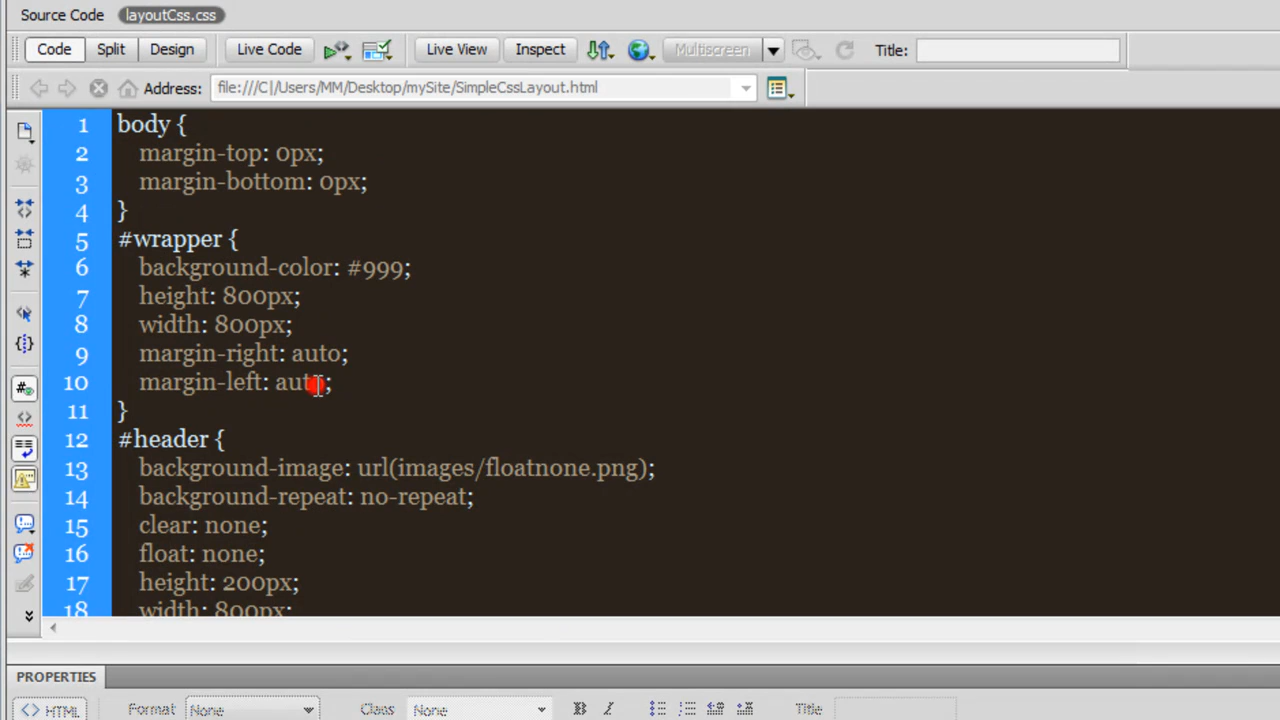 Source Code layoutCss.css
Code Split Design Live Code Live View Inspect Multiscreen Title:
Address: file:///C|/Users/MM/Desktop/mySite/SimpleCssLayout.html
1 body {
2 margin-top: 0px;
3 margin-bottom: 0px;
4 }
5 #wrapper {
6 background-color: #999;
7 height: 800px;
8 width: 800px;
9 margin-right: auto;
10 margin-left: auto;
11 }
12 #header {
13 background-image: url(images/floatnone.png);
14 background-repeat: no-repeat;
15 clear: none;
16 float: none;
17 height: 200px;
18 width: 800px;
PROPERTIES
<> HTML Format None Class None B I Title